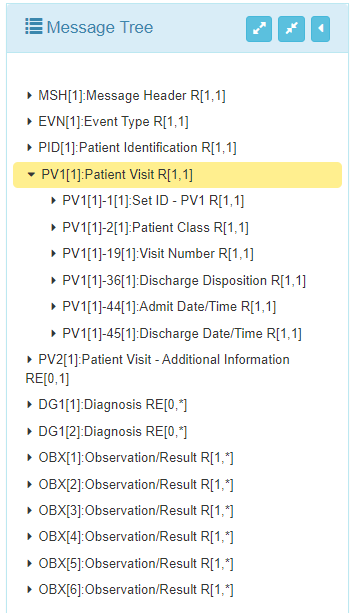 Message Tree
MSH[1]:Message Header R[1,1]
EVN[1]:Event Type R[1,1]
PID[1]:Patient Identification R[1,1]
PV1[1]:Patient Visit R[1,1]
PV1[1]-1[1]:Set ID - PV1 R[1,1]
PV1[1]-2[1]:Patient Class R[1,1]
PV1[1]-19[1]:Visit Number R[1,1]
PV1[1]-36[1]:Discharge Disposition R[1,1]
PV1[1]-44[1]:Admit Date/Time R[1,1]
PV1[1]-45[1]:Discharge Date/Time R[1,1]
PV2[1]:Patient Visit - Additional Information
RE[0,1]
DG1[1]:Diagnosis RE[0,*]
DG1[2]:Diagnosis RE[0,*]
OBX[1]:Observation/Result R[1,*]
OBX[2]:Observation/Result R[1,*]
OBX[3]:Observation/Result R[1,*]
OBX[4]:Observation/Result R[1,*]
OBX[5]:Observation/Result R[1,*]
OBX[6]:Observation/Result R[1,*]